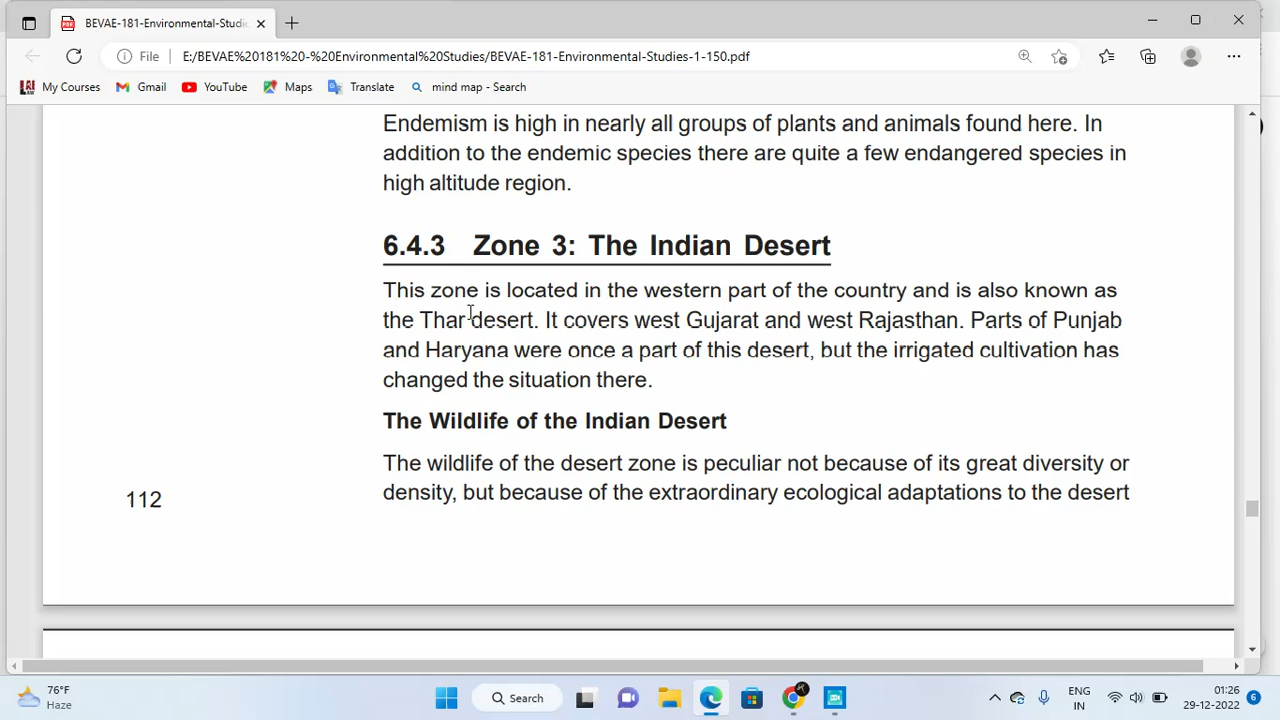 BEVAE-181-Environmental-Studi
File
E:/BEVAE%20181%20-%20Environmental%20Studies/BEVAE-181-Environmental-Studies-1-150.pdf
My Courses
Gmail
YouTube
Maps
Translate
mind map - Search
Endemism is high in nearly all groups of plants and animals found here. In
addition to the endemic species there are quite a few endangered species in
high altitude region.
6.4.3 Zone 3: The Indian Desert
This zone is located in the western part of the country and is also known as
the Thar desert. It covers west Gujarat and west Rajasthan. Parts of Punjab
and Haryana were once a part of this desert, but the irrigated cultivation has
changed the situation there.
The Wildlife of the Indian Desert
The wildlife of the desert zone is peculiar not because of its great diversity or
density, but because of the extraordinary ecological adaptations to the desert
112
76°F
Haze
Search
ENG
IN
01:26
29-12-2022
6